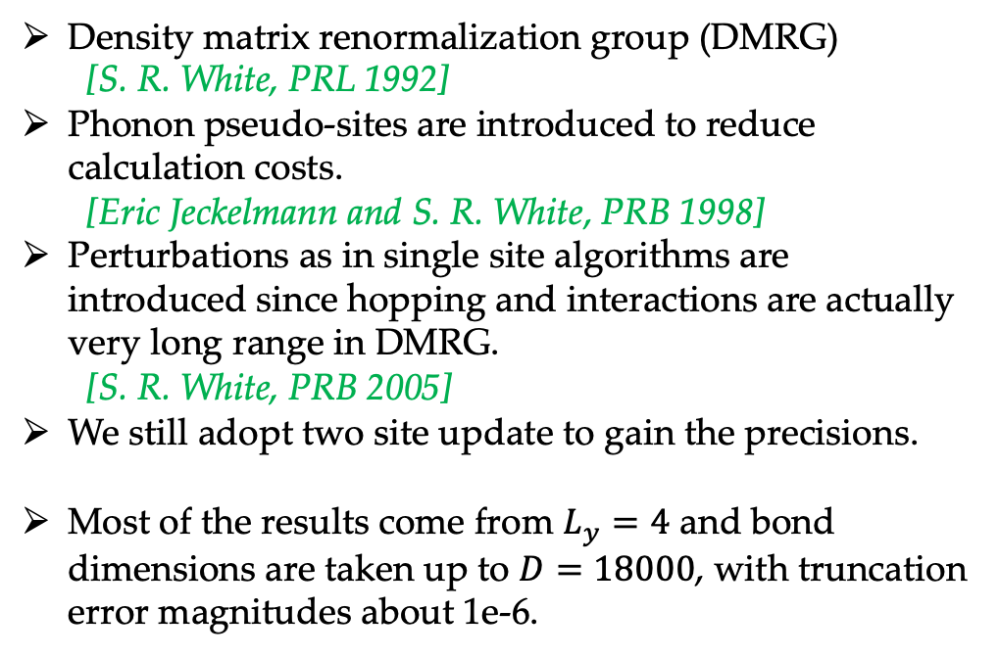 ➢ Density matrix renormalization group (DMRG)
[S. R. White, PRL 1992]
➢ Phonon pseudo-sites are introduced to reduce
calculation costs.
[Eric Jeckelmann and S. R. White, PRB 1998]
➢ Perturbations as in single site algorithms are
introduced since hopping and interactions are actually
very long range in DMRG.
[S. R. White, PRB 2005]
➢ We still adopt two site update to gain the precisions.
➢ Most of the results come from L_y = 4 and bond
dimensions are taken up to D = 18000, with truncation
error magnitudes about 1e-6.